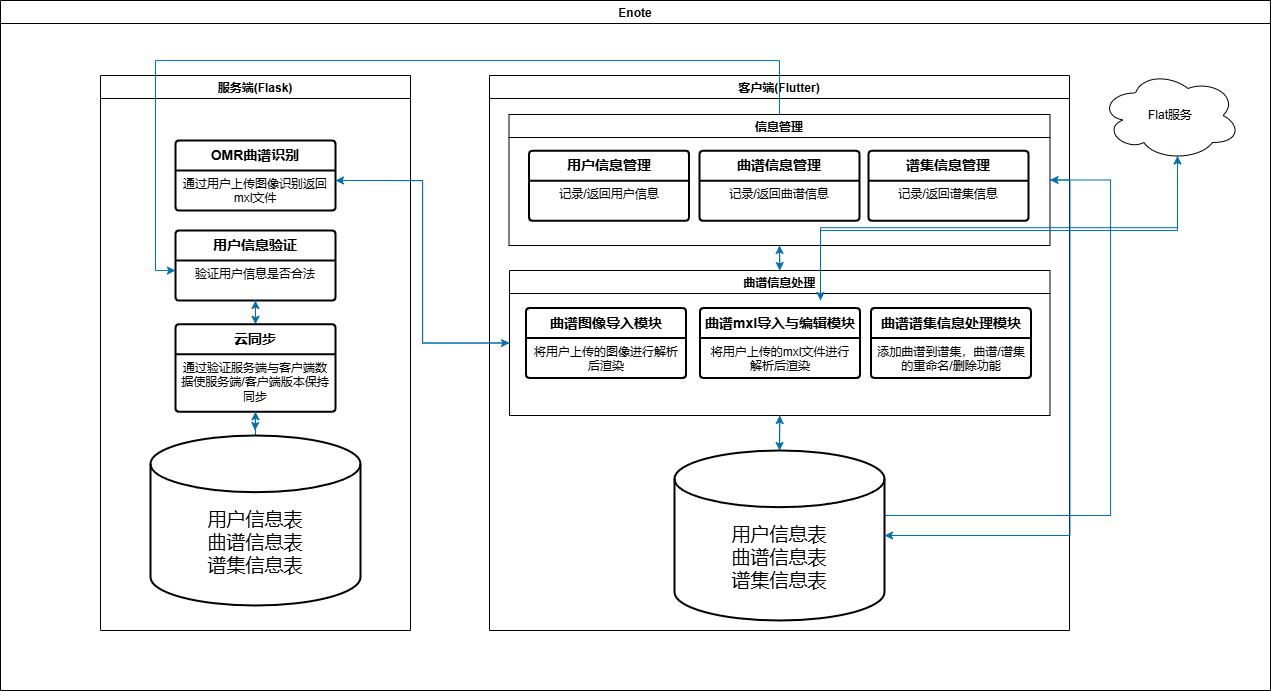 Enote
服务端(Flask)
OMR曲谱识别
通过用户上传图像识别返回
mxl文件
用户信息验证
验证用户信息是否合法
云同步
通过验证服务端与客户端数
据使服务端/客户端版本保持
同步
用户信息表
曲谱信息表
谱集信息表
客户端(Flutter)
信息管理
用户信息管理
记录/返回用户信息
曲谱信息管理
记录/返回曲谱信息
谱集信息管理
记录/返回谱集信息
曲谱信息处理
曲谱图像导入模块
将用户上传的图像进行解析
后渲染
曲谱mxl导入与编辑模块
将用户上传的mxl文件进行
解析后渲染
曲谱谱集信息处理模块
添加曲谱到谱集，曲谱/谱集
的重命名/删除功能
用户信息表
曲谱信息表
谱集信息表
Flat服务